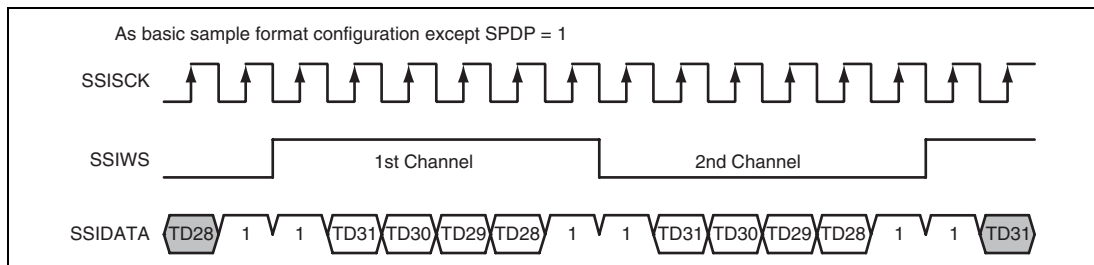 As basic sample format configuration except SPDP = 1
SSISCK
SSIWS
1st Channel
2nd Channel
SSIDATA
TD28 1 1 TD31 TD30 TD29 TD28 1 1 TD31 TD30 TD29 TD28 1 1 TD31